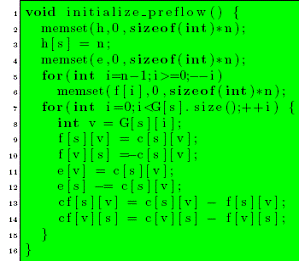 1 void initialize_preflow() {
2 memset(h,0,sizeof(int)*n);
3 h[s] = n;
4 memset(e,0,sizeof(int)*n);
5 for(int i=n-1;i>=0;--i)
6 memset(f[i],0,sizeof(int)*n);
7 for(int i=0;i<G[s].size();++i) {
8 int v = G[s][i];
9 f[s][v] = c[s][v];
10 f[v][s] =-c[s][v];
11 e[v] = c[s][v];
12 e[s] -= c[s][v];
13 cf[s][v] = c[s][v] - f[s][v];
14 cf[v][s] = c[v][s] - f[v][s];
15 }
16 }